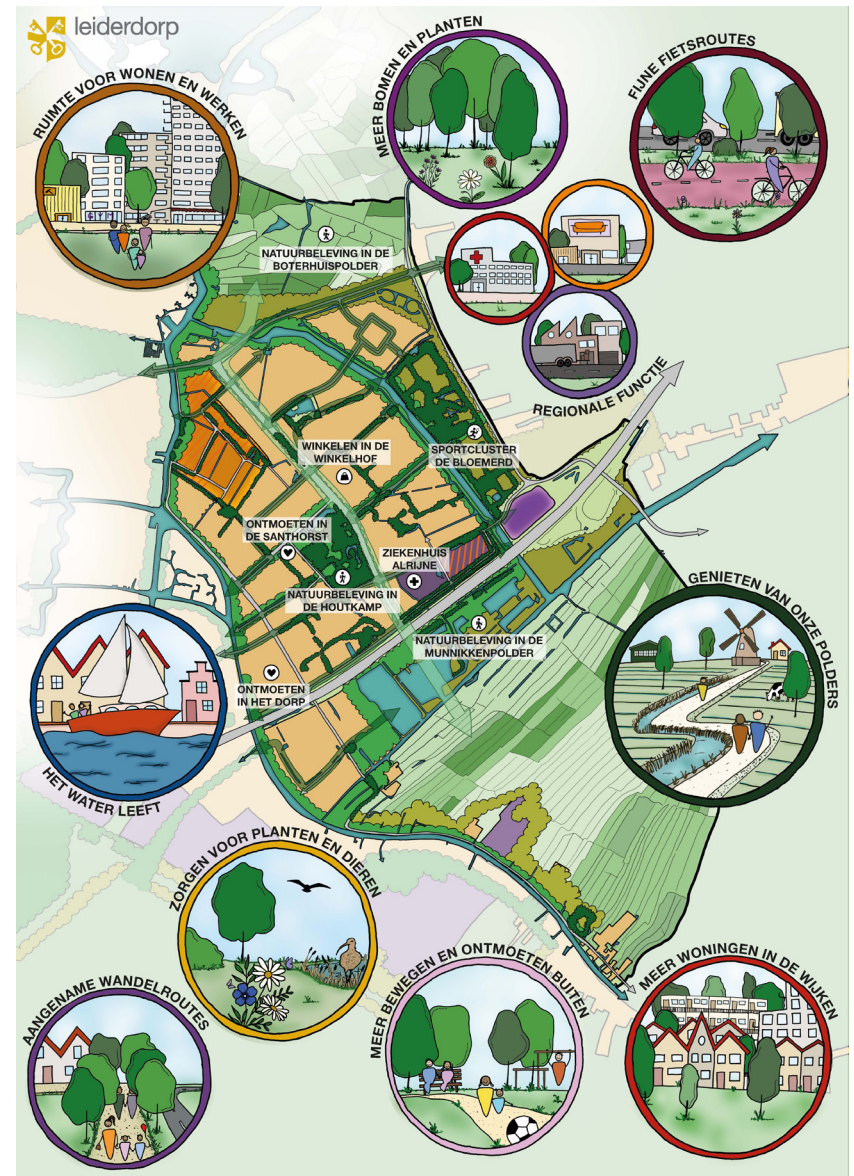 leiderdorp
RUIMTE VOOR WONEN EN WERKEN
MEER BOMEN EN PLANTEN
FIJNE FIETSROUTES
NATUURBELEVING IN DE
BOTERHUISPOLDER
REGIONALE FUNCTIE
WINKELEN IN DE
WINKELHOF
SPORTCLUSTER
DE BLOEMERD
ONTMOETEN IN
DE SANTHORST
ZIEKENHUIS
ALRIJNE
NATUURBELEVING IN
DE HOUTKAMP
NATUURBELEVING IN DE
MUNNIKKENPOLDER
GENIETEN VAN ONZE POLDERS
ONTMOETEN
IN HET DORP
HET WATER LEEFT
ZORGEN VOOR PLANTEN EN DIEREN
AANGENAME WANDELROUTES
MEER BEWEGEN EN ONTMOETEN BUITEN
MEER WONINGEN IN DE WIJKEN